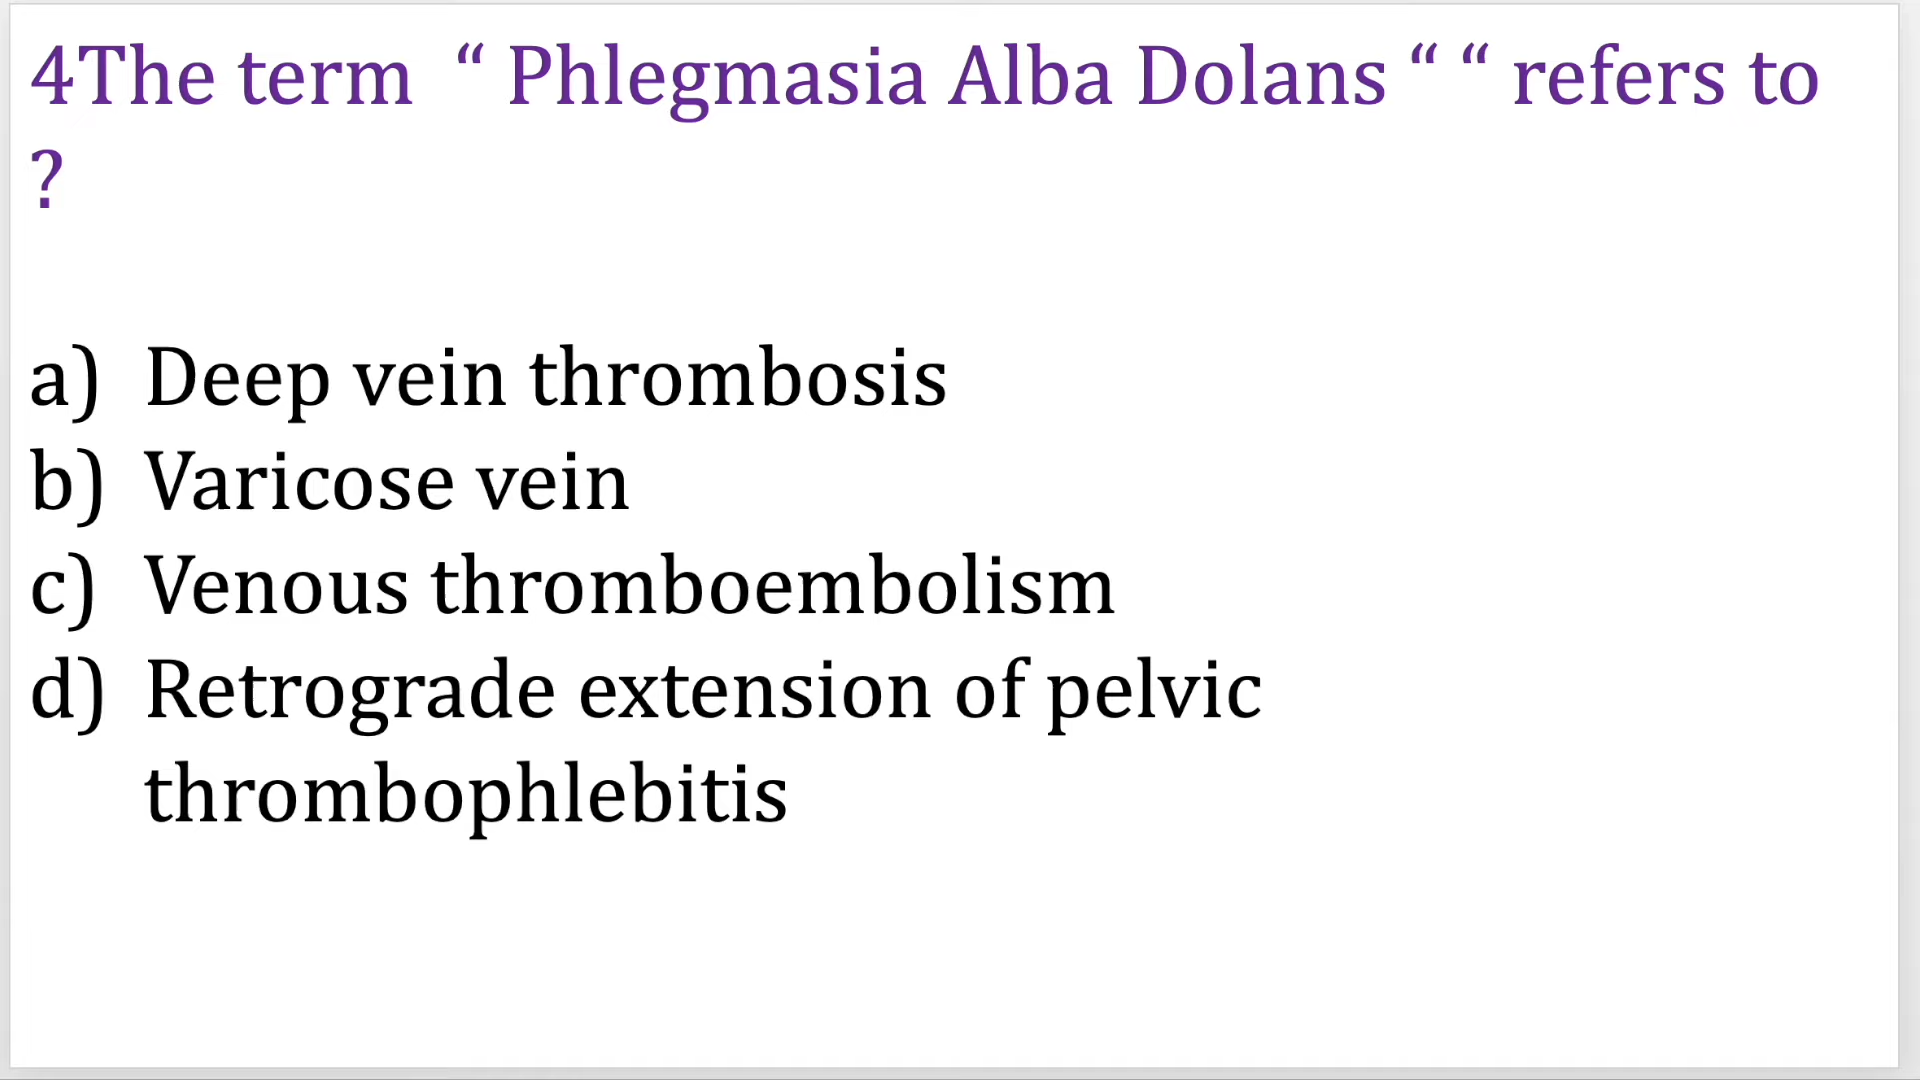 4The term “ Phlegmasia Alba Dolans “ “ refers to
?
a) Deep vein thrombosis
b) Varicose vein
c) Venous thromboembolism
d) Retrograde extension of pelvic
thrombophlebitis